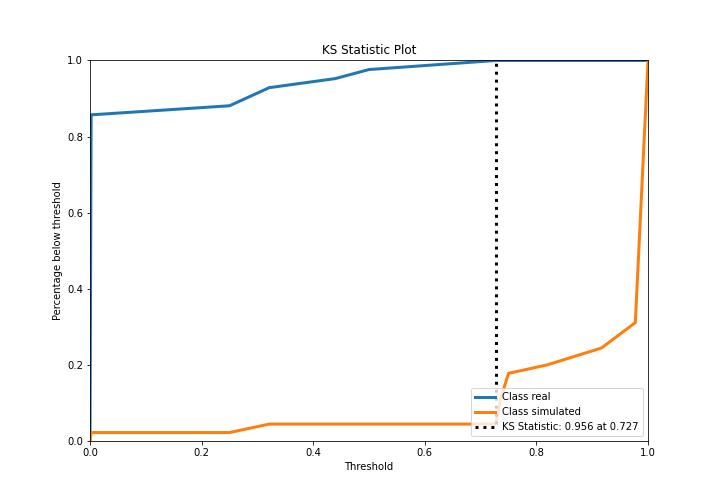 KS Statistic Plot
1.0
0.8
0.6
0.4
0.2
0.0
Percentage below threshold
0.0 0.2 0.4 0.6 0.8 1.0
Threshold
Class real
Class simulated
KS Statistic: 0.956 at 0.727